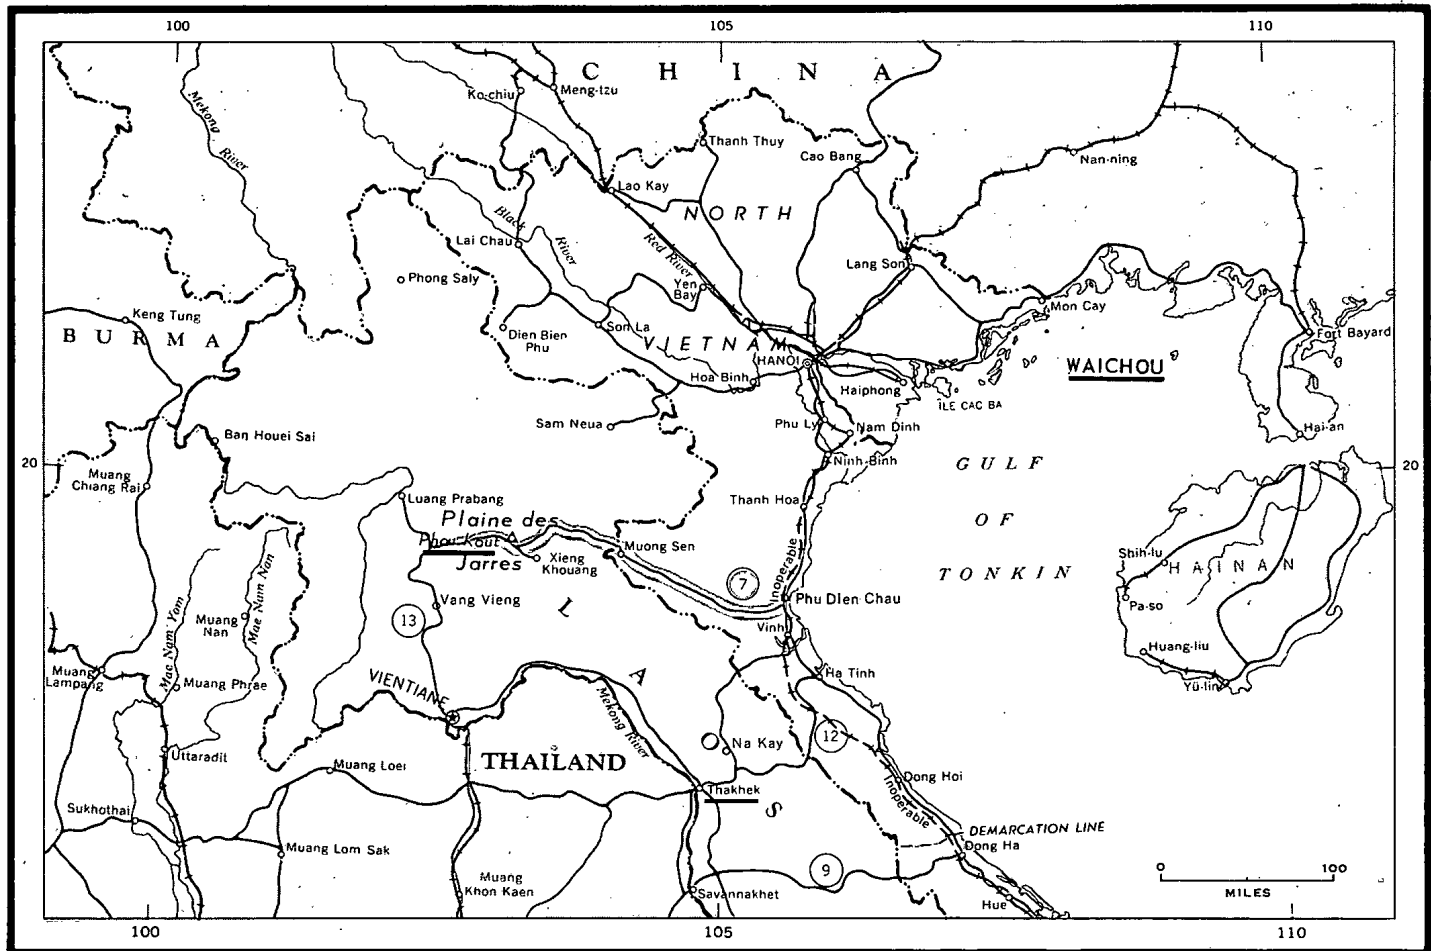 100
105
110
C H I N A
Ko-chiu
Meng-tzu
Mekong
River
Thanh Thuy
Cao Bang
Nan-ning
Lao Kay
NORTH
Black
River
Lai Chau
Red River
Lang Son
Phong Saly
Yen
Bay
Mon Cay
Keng Tung
BURMA
Dien Bien
Phu
Son La
VIETNAM
HANOI
Fort Bayard
WAICHOU
Hoa Binh
Haiphong
ÎLE CAC BA
Sam Neua
Phu Ly
Nam Dinh
Hai-an
Ban Houei Sai
20
Muang
Chiang Rai
Ninh Binh
GULF
20
Luang Prabang
Thanh Hoa
Plaine des
OF
Phou Kout
Jarres
Xieng
Khouang
Muong Sen
Inoperable
Shih-lu
HAINAN
TONKIN
7
Mae Nam Yom
Mae Nam Nan
Vang Vieng
L
Phu Dien Chau
Pa-so
Muang
Nan
13
Vinh
Huang-liu
Muang
Lampang
Muang Phrae
VIENTIANE
A
Ha Tinh
Yü-lin
Mekong River
12
Na Kay
O
Uttaradit
Muang Loei
THAILAND
Dong Hoi
Thakhek
Inoperable
S
Sukhothai
DEMARCATION LINE
Dong Ha
Muang Lom Sak
9
0
100
MILES
Muang
Khon Kaen
Savannakhet
Hue
100
105
110